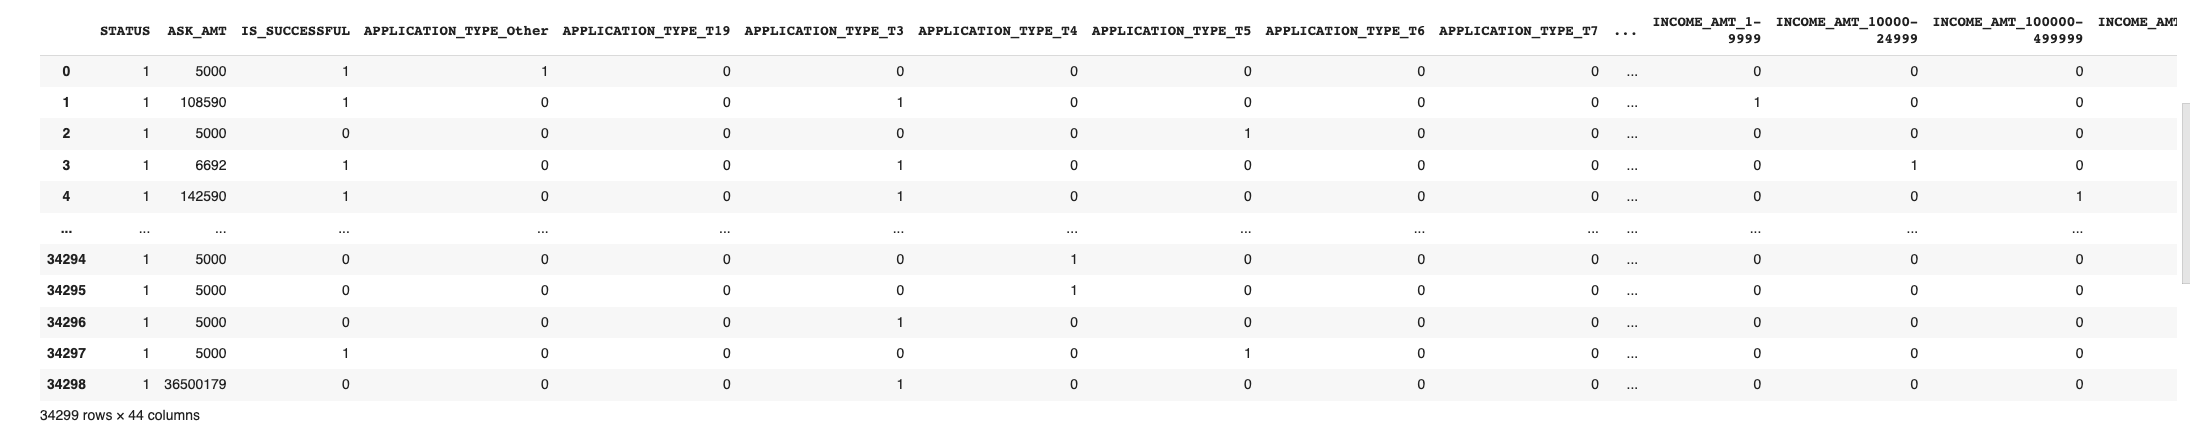 STATUS ASK_AMT IS_SUCCESSFUL APPLICATION_TYPE_Other APPLICATION_TYPE_T19 APPLICATION_TYPE_T3 APPLICATION_TYPE_T4 APPLICATION_TYPE_T5 APPLICATION_TYPE_T6 APPLICATION_TYPE_T7 ... INCOME_AMT_1-9999 INCOME_AMT_10000-24999 INCOME_AMT_100000-499999 INCOME_AMT
0 1 5000 1 1 0 0 0 0 0 0 ... 0 0 0
1 1 108590 1 0 0 1 0 0 0 0 ... 1 0 0
2 1 5000 0 0 0 0 0 1 0 0 ... 0 0 0
3 1 6692 1 0 0 1 0 0 0 0 ... 0 1 0
4 1 142590 1 0 0 1 0 0 0 0 ... 0 0 1
... ... ... ... ... ... ... ... ... ... ... ... ... ... ...
34294 1 5000 0 0 0 0 1 0 0 0 ... 0 0 0
34295 1 5000 0 0 0 0 1 0 0 0 ... 0 0 0
34296 1 5000 0 0 0 1 0 0 0 0 ... 0 0 0
34297 1 5000 1 0 0 0 0 1 0 0 ... 0 0 0
34298 1 36500179 0 0 0 1 0 0 0 0 ... 0 0 0
34299 rows × 44 columns